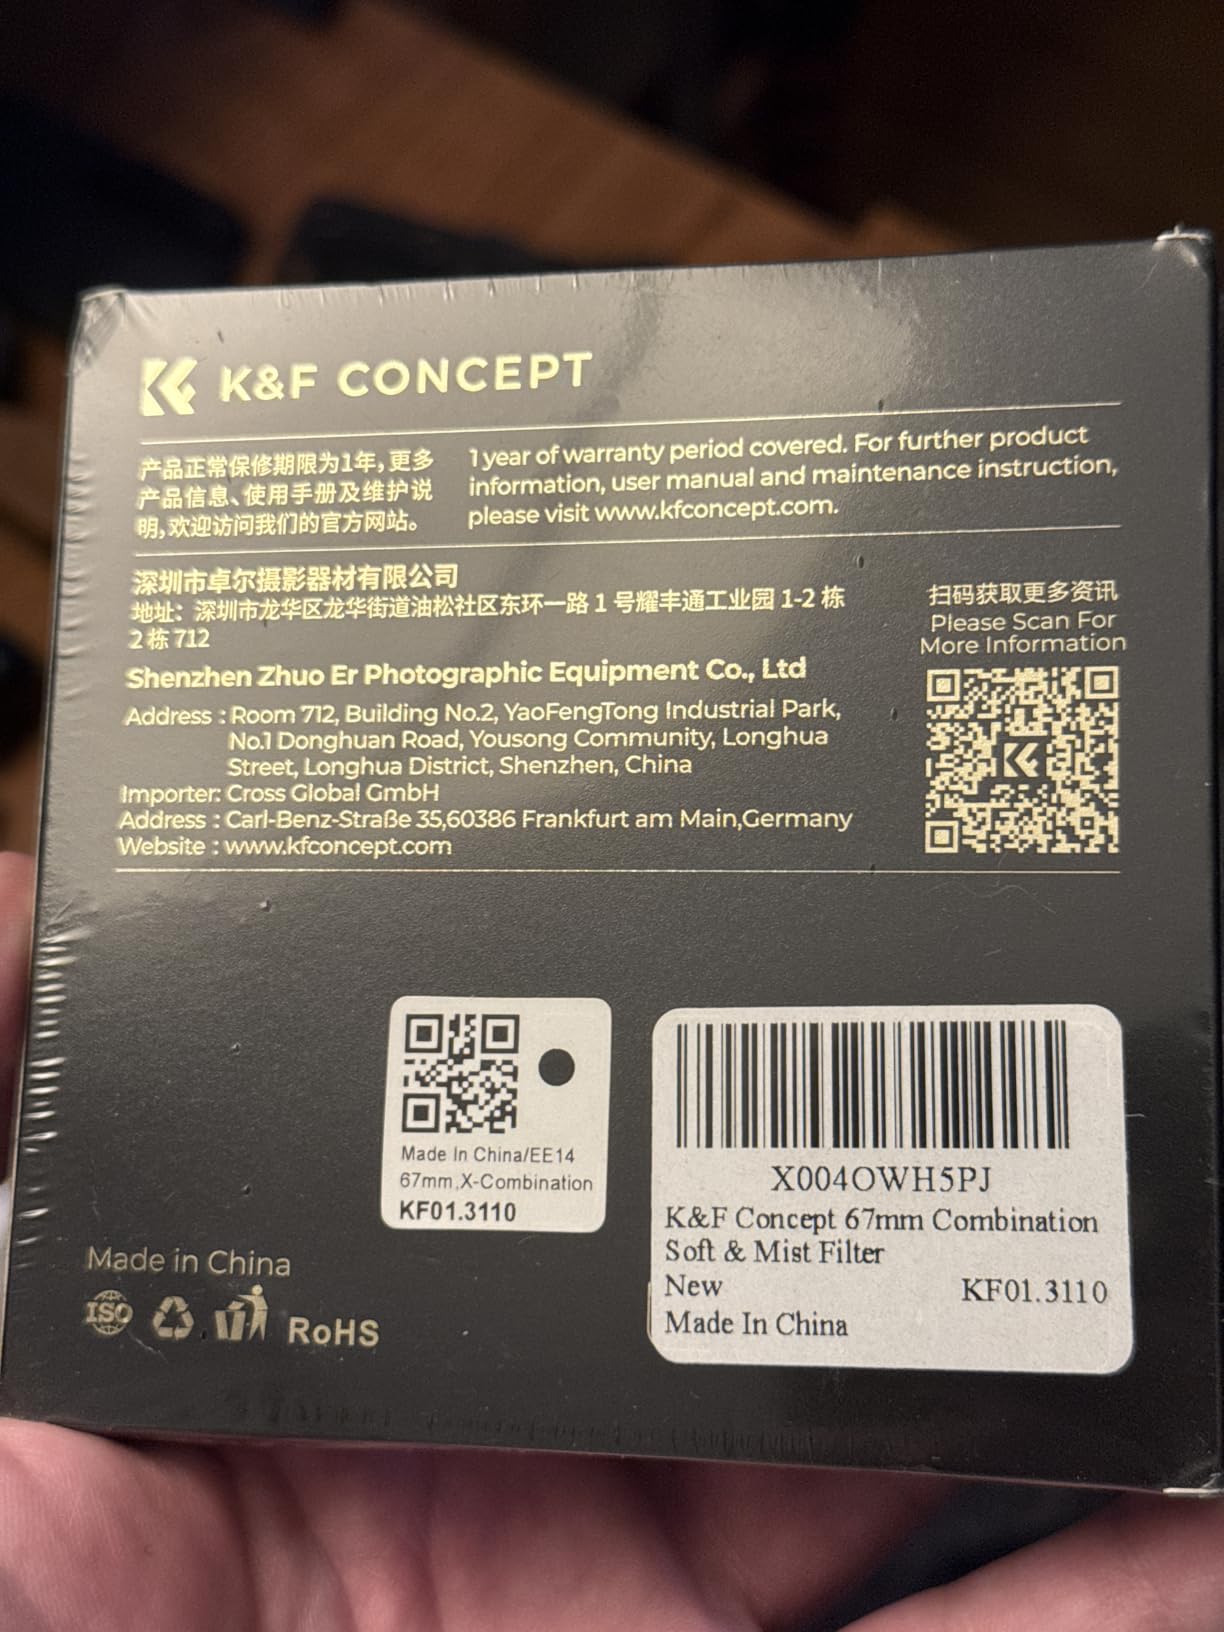 K&F CONCEPT
产品正常保修期限为1年，更多
产品信息、使用手册及维护说
明，欢迎访问我们的官方网站。
1 year of warranty period covered. For further product
information, user manual and maintenance instruction,
please visit www.kfconcept.com.
深圳市卓尔摄影器材有限公司
地址：深圳市龙华区龙华街道油松社区东环一路 1 号耀丰通工业园 1-2 栋
2 栋 712
Shenzhen Zhuo Er Photographic Equipment Co., Ltd
Address : Room 712, Building No.2, YaoFengTong Industrial Park,
No.1 Donghuan Road, Yousong Community, Longhua
Street, Longhua District, Shenzhen, China
Importer: Cross Global GmbH
Address : Carl-Benz-Straße 35,60386 Frankfurt am Main,Germany
Website : www.kfconcept.com
扫码获取更多资讯
Please Scan For
More Information
Made In China/EE14
67mm,X-Combination
KF01.3110
X004OWH5PJ
K&F Concept 67mm Combination
Soft & Mist Filter
New KF01.3110
Made In China
Made in China
ISO RoHS